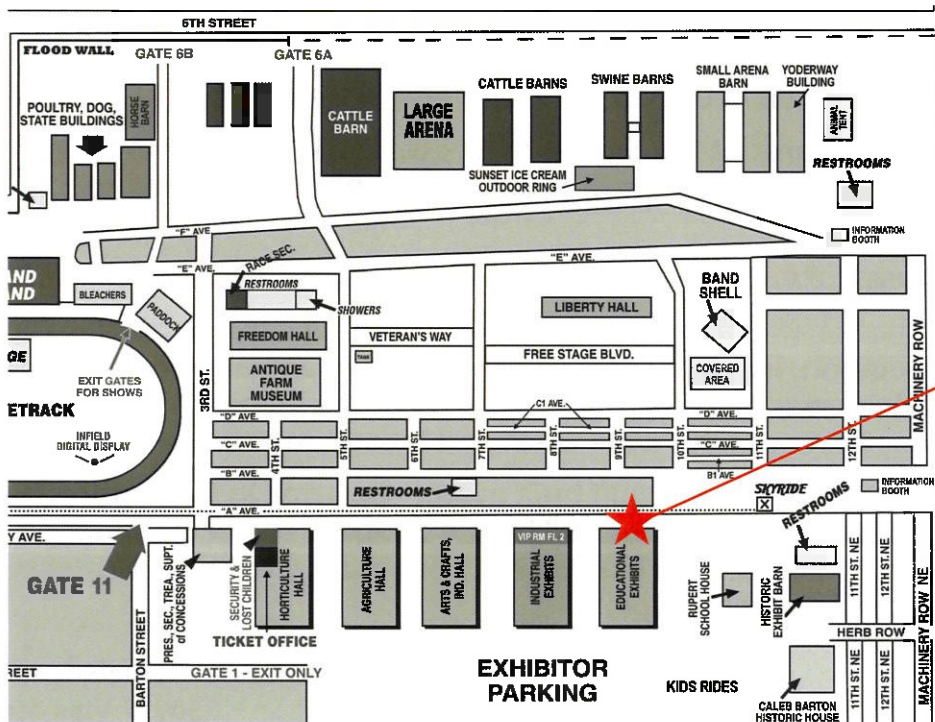 5TH STREET
FLOOD WALL
GATE 6B
GATE 6A
POULTRY, DOG,
STATE BUILDINGS
HORSE
BARN
CATTLE
BARN
LARGE
ARENA
CATTLE BARNS
SWINE BARNS
SMALL ARENA
BARN
YODERWAY
BUILDING
ANIMAL
TENT
RESTROOMS
SUNSET ICE CREAM
OUTDOOR RING
INFORMATION
BOOTH
"F" AVE.
"E" AVE.
"E" AVE.
AND
AND
BLEACHERS
PADDOCK
RACE SEC.
RESTROOMS
SHOWERS
FREEDOM HALL
ANTIQUE
FARM
MUSEUM
VETERAN'S WAY
TANK
LIBERTY HALL
FREE STAGE BLVD.
BAND
SHELL
COVERED
AREA
MACHINERY ROW
GE
EXIT GATES
FOR SHOWS
ETRACK
INFIELD
DIGITAL DISPLAY
3RD ST.
"D" AVE.
"C" AVE.
"B" AVE.
"A" AVE.
4TH ST.
5TH ST.
6TH ST.
7TH ST.
8TH ST.
9TH ST.
10TH ST.
11TH ST.
12TH ST.
C1 AVE.
"D" AVE.
"C" AVE.
B1 AVE
RESTROOMS
SKYRIDE
X
INFORMATION
BOOTH
RESTROOMS
Y AVE.
GATE 11
BARTON STREET
PRES., SEC., TREA., SUPT.
of CONCESSIONS
SECURITY &
LOST CHILDREN
HORTICULTURE
HALL
TICKET OFFICE
AGRICULTURE
HALL
ARTS & CRAFTS,
IND. HALL
VIP RM FL 2
INDUSTRIAL
EXHIBITS
EDUCATIONAL
EXHIBITS
RUPERT
SCHOOL HOUSE
HISTORIC
EXHIBIT BARN
11TH ST. NE
12TH ST. NE
HERB ROW
MACHINERY ROW NE
REET
GATE 1 - EXIT ONLY
EXHIBITOR
PARKING
KIDS RIDES
CALEB BARTON
HISTORIC HOUSE
11TH ST. NE
12TH ST. NE